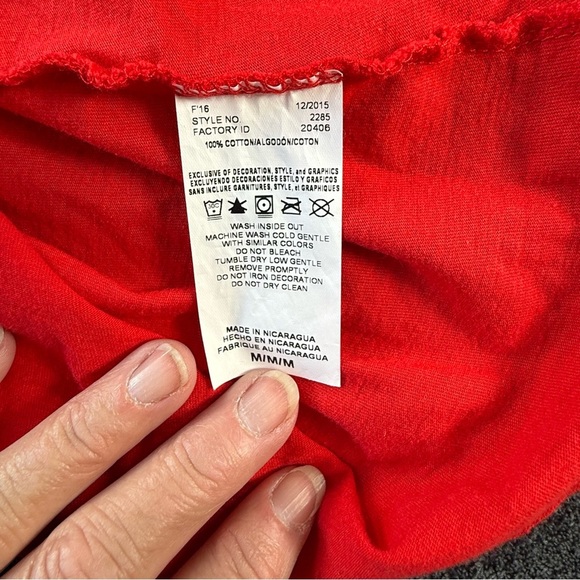 F'16 12/2015
STYLE NO 2285
FACTORY ID 20406
100% COTTON/ALGODÓN/COTON
EXCLUSIVE OF DECORATION, STYLE, and GRAPHICS
EXCLUYENDO DECORACIONES ESTILO Y GRAFICOS
SANS INCLURE GARNITURES, STYLE, et GRAPHIQUES
WASH INSIDE OUT
MACHINE WASH COLD GENTLE
WITH SIMILAR COLORS
DO NOT BLEACH
TUMBLE DRY LOW GENTLE
REMOVE PROMPTLY
DO NOT IRON DECORATION
DO NOT DRY CLEAN
MADE IN NICARAGUA
HECHO EN NICARAGUA
FABRIQUE AU NICARAGUA
M/M/M